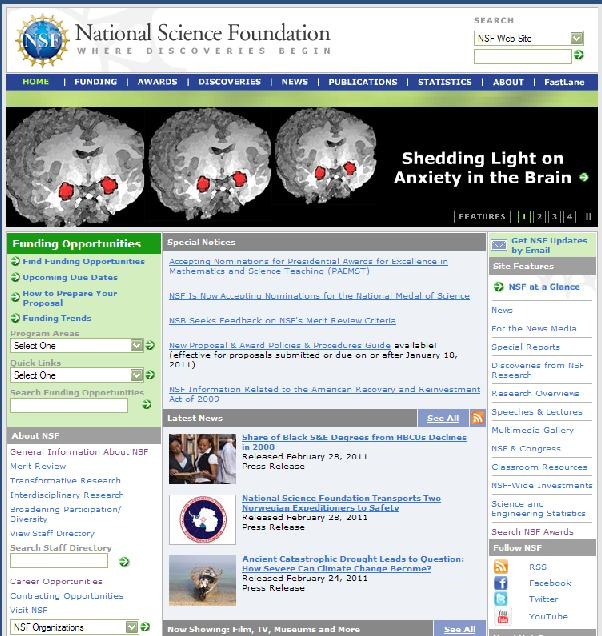 National Science Foundation
WHERE DISCOVERIES BEGIN
NSF
SEARCH
NSF Web Site
HOME | FUNDING | AWARDS | DISCOVERIES | NEWS | PUBLICATIONS | STATISTICS | ABOUT | FastLane
Shedding Light on
Anxiety in the Brain
FEATURES 1 2 3 4
Funding Opportunities
Find Funding Opportunities
Upcoming Due Dates
How to Prepare Your
Proposal
Funding Trends
Program Areas
Select One
Quick Links
Select One
Search Funding Opportunities
About NSF
General Information About NSF
Merit Review
Transformative Research
Interdisciplinary Research
Broadening Participation/
Diversity
View Staff Directory
Search Staff Directory
Career Opportunities
Contracting Opportunities
Visit NSF
NSF Organizations
Special Notices
Accepting Nominations for Presidential Awards for Excellence in
Mathematics and Science Teaching (PAEMST)
NSF Is Now Accepting Nominations for the National Medal of Science
NSB Seeks Feedback on NSF's Merit Review Criteria
New Proposal & Award Policies & Procedures Guide available!
(effective for proposals submitted or due on or after January 18,
2011)
NSF Information Related to the American Recovery and Reinvestment
Act of 2009
Latest News
See All
Share of Black S&E Degrees from HBCUs Declines
in 2000
Released February 28, 2011
Press Release
National Science Foundation Transports Two
Norwegian Expeditioners to Safety
Released February 28, 2011
Press Release
Ancient Catastrophic Drought Leads to Question:
How Severe Can Climate Change Become?
Released February 24, 2011
Press Release
Now Showing: Film, TV, Museums and More
See All
Get NSF Updates
by Email
Site Features
NSF at a Glance
News
For the News Media
Special Reports
Discoveries from NSF
Research
Research Overviews
Speeches & Lectures
Multimedia Gallery
NSF & Congress
Classroom Resources
NSF-Wide Investments
Science and
Engineering Statistics
Search NSF Awards
Follow NSF
RSS
Facebook
Twitter
YouTube